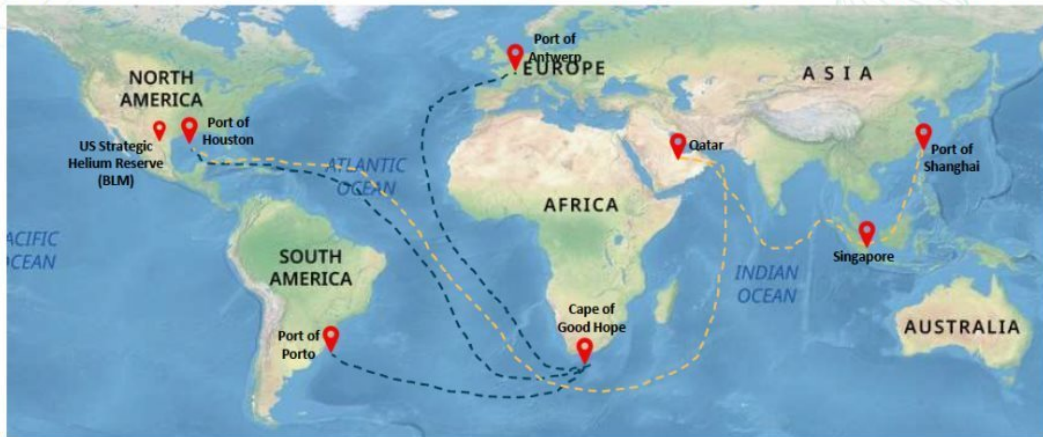 Port of
Antwerp
EUROPE
ASIA
NORTH
AMERICA
Port of
Houston
US Strategic
Helium Reserve
(BLM)
ATLANTIC
OCEAN
Qatar
Port of
Shanghai
AFRICA
PACIFIC
OCEAN
SOUTH
AMERICA
Singapore
INDIAN
OCEAN
Cape of
Good Hope
Port of
Porto
AUSTRALIA